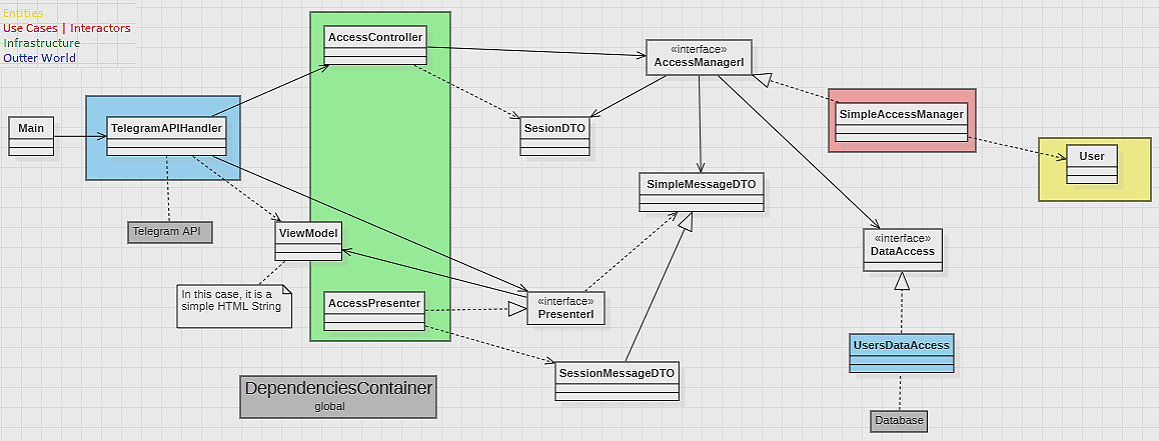 Entities
Use Cases | Interactors
Infrastructure
Outter World
AccessController
«interface»
AccessManagerI
Main
TelegramAPIHandler
SesionDTO
SimpleAccessManager
User
SimpleMessageDTO
Telegram API
ViewModel
«interface»
DataAccess
In this case, it is a
simple HTML String
AccessPresenter
«interface»
PresenterI
UsersDataAccess
SessionMessageDTO
DependenciesContainer
global
Database